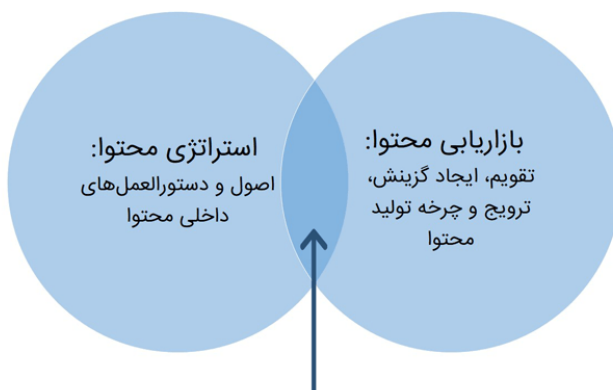 بازاریابی محتوا:
تقویم، ایجاد گزینش،
ترویج و چرخه تولید
محتوا
استراتژی محتوا:
اصول و دستورالعمل‌های
داخلی محتوا